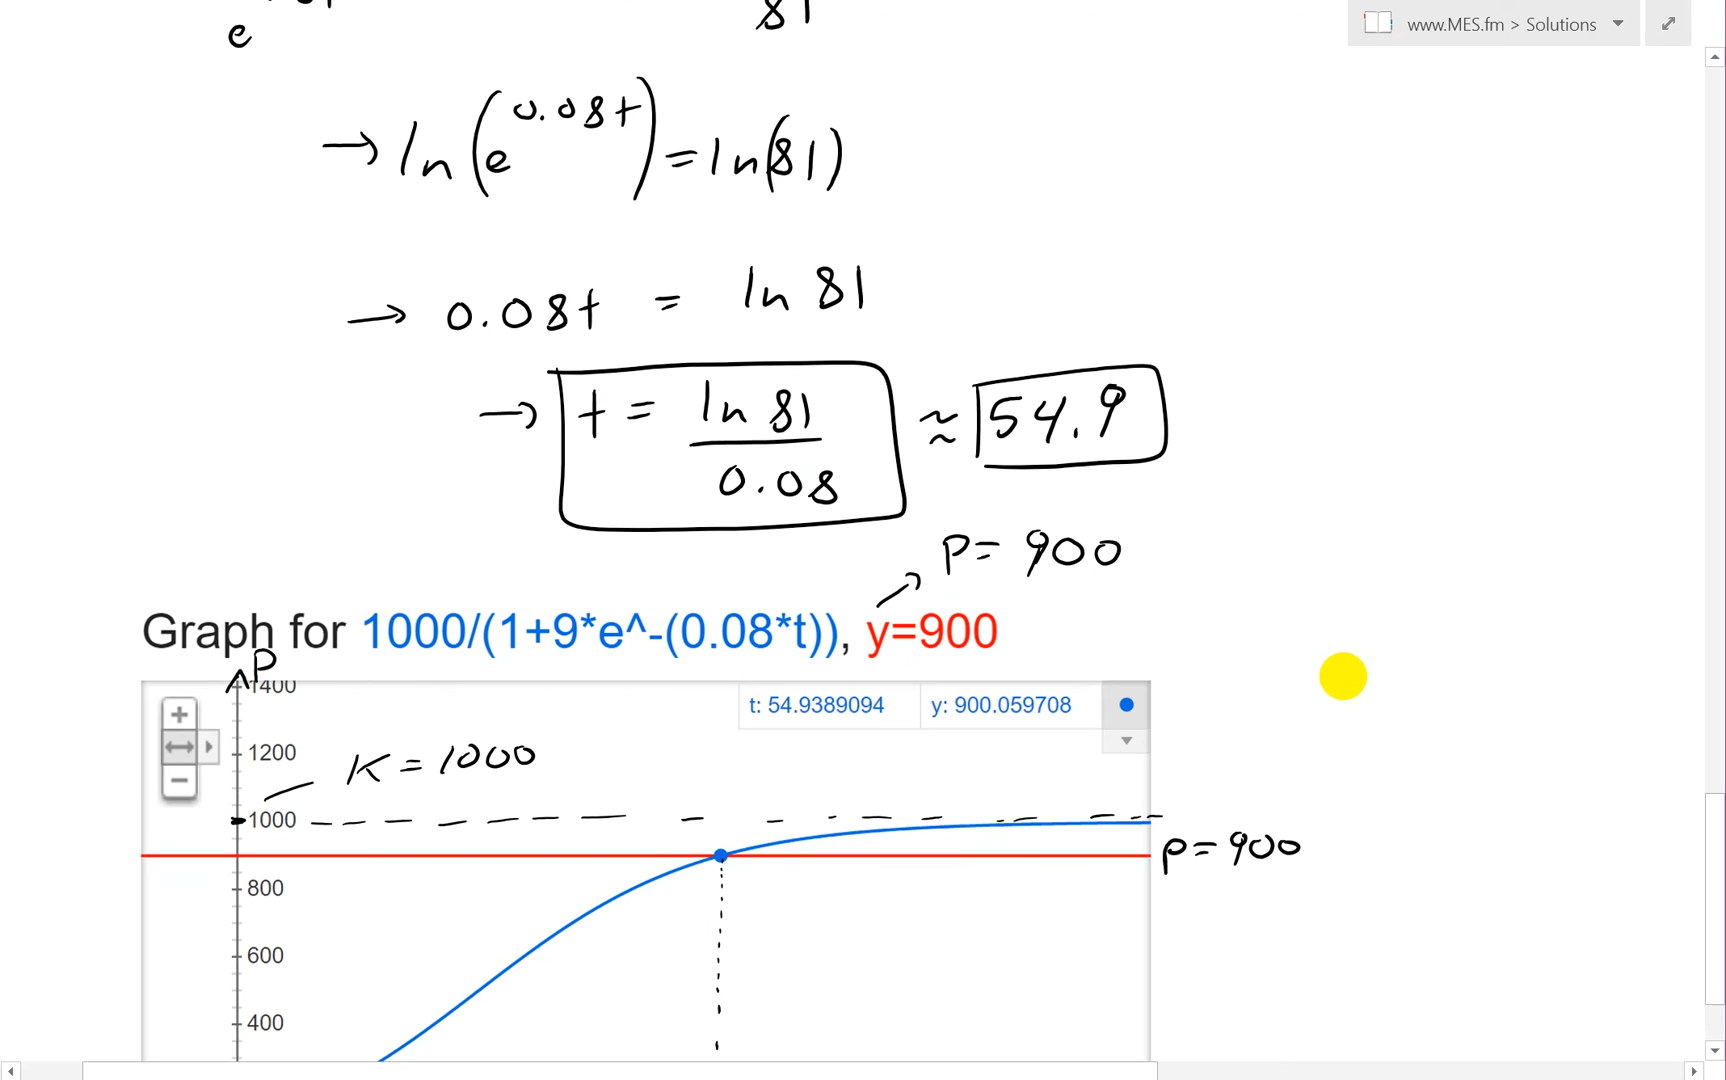 www.MES.fm > Solutions
e 81
→ ln(e^0.08t) = ln(81)
→ 0.08t = ln 81
→ t = ln 81 / 0.08 ≈ 54.9
P = 900
Graph for 1000/(1+9*e^-(0.08*t)), y=900
P
1400
t: 54.9389094 y: 900.059708
1200
K = 1000
1000
P = 900
800
600
400